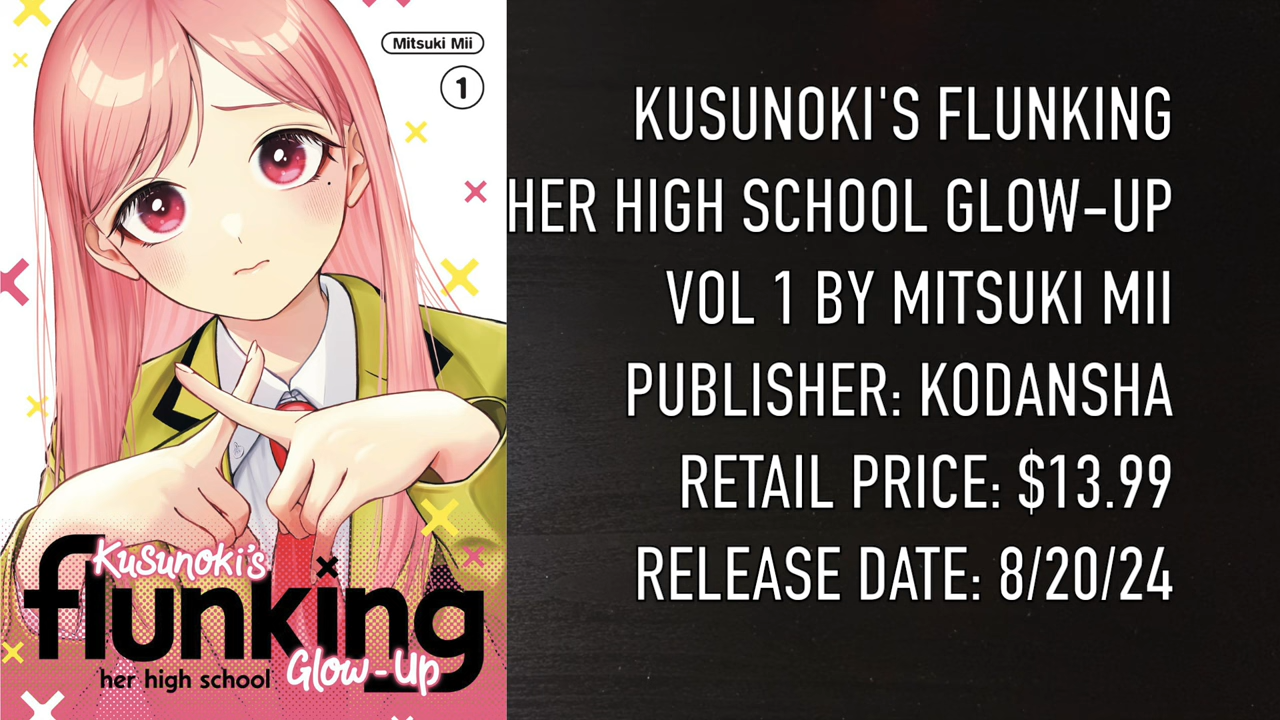 Mitsuki Mii
1
Kusunoki's
flunking
her high school Glow-Up
KUSUNOKI'S FLUNKING
HER HIGH SCHOOL GLOW-UP
VOL 1 BY MITSUKI MII
PUBLISHER: KODANSHA
RETAIL PRICE: $13.99
RELEASE DATE: 8/20/24